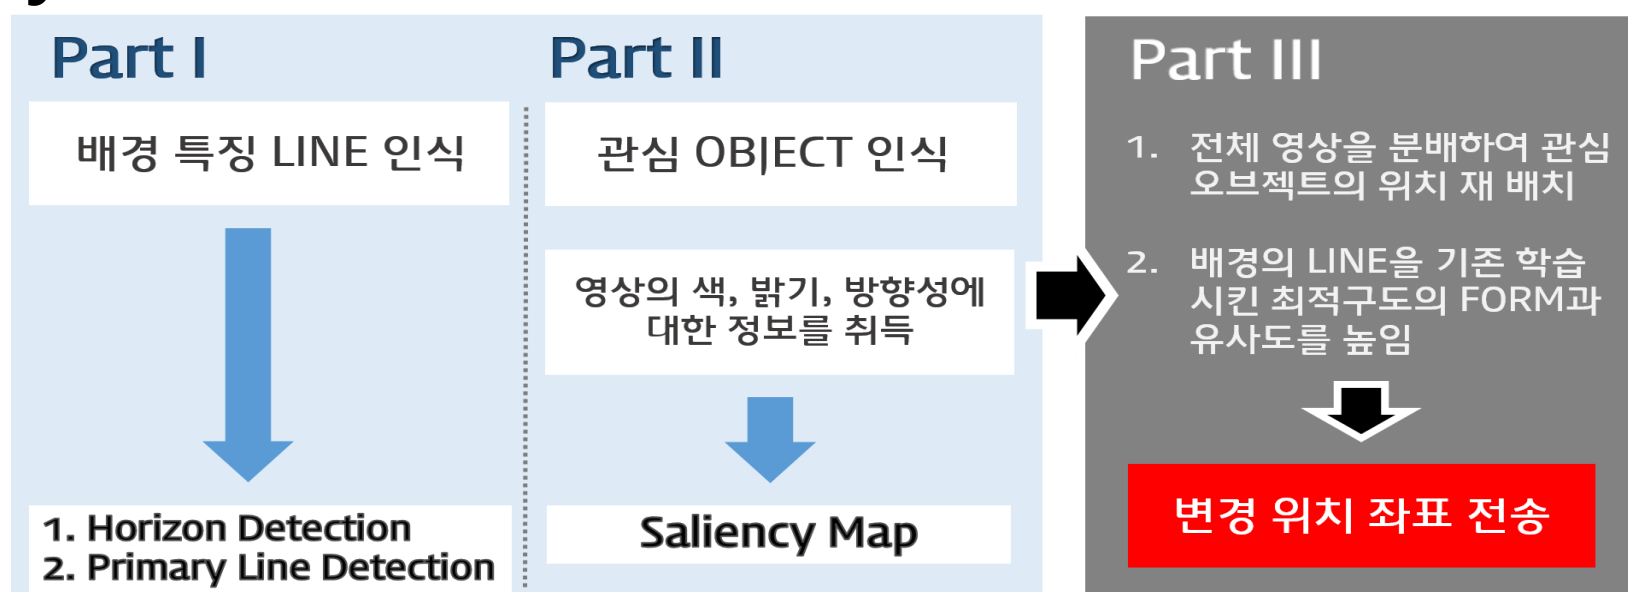 Part I
배경 특징 LINE 인식
1. Horizon Detection
2. Primary Line Detection
Part II
관심 OBJECT 인식
영상의 색, 밝기, 방향성에
대한 정보를 취득
Saliency Map
Part III
1. 전체 영상을 분배하여 관심
오브젝트의 위치 재 배치
2. 배경의 LINE을 기존 학습
시킨 최적구도의 FORM과
유사도를 높임
변경 위치 좌표 전송